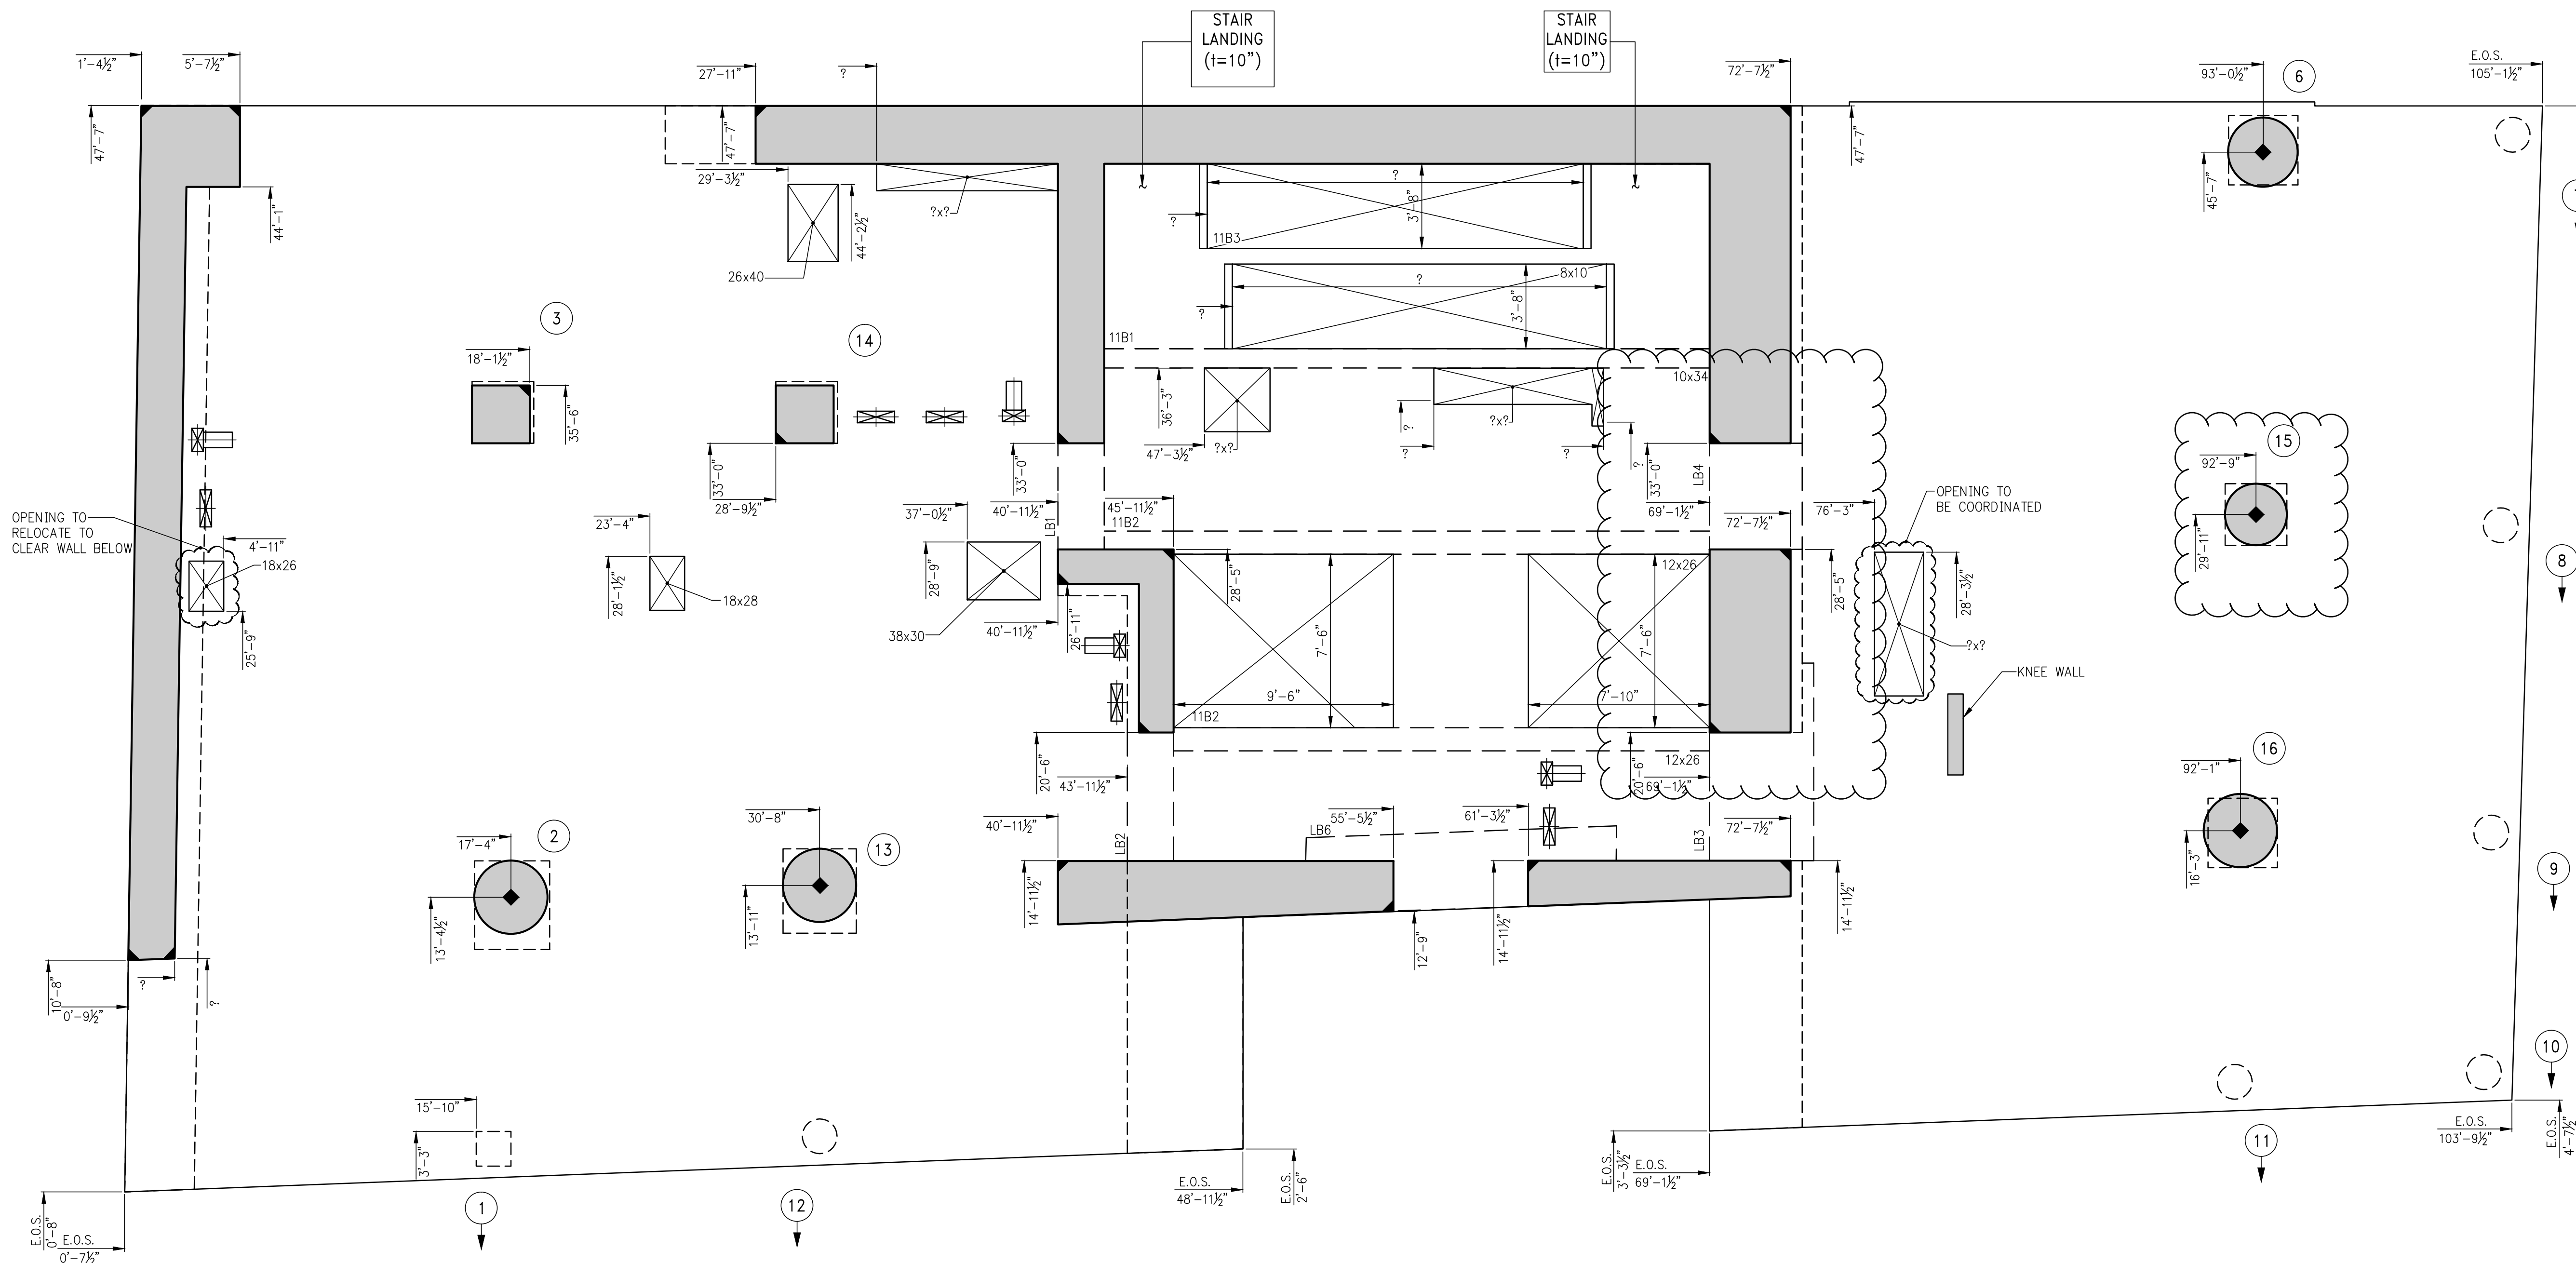 STAIR
LANDING
(t=10")
STAIR
LANDING
(t=10")
1'-4½"
5'-7½"
27'-11"
?
72'-7½"
93'-0½"
6
E.O.S.
105'-1½"
47'-7"
47'-7"
47'-7"
45'-7"
44'-1"
29'-3½"
44'-2½"
26x40
?x?
?
?
3'-8"
11B3
8x10
?
?
3'-8"
11B1
3
14
18'-1½"
35'-6"
33'-0"
28'-9½"
33'-0"
36'-3"
47'-3½"
?x?
?
?
?x?
?
?
10x34
33'-0"
LB4
15
92'-9"
29'-11"
OPENING TO
RELOCATE TO
CLEAR WALL BELOW
4'-11"
18x26
25'-9"
23'-4"
28'-1½"
18x28
37'-0½"
28'-9"
38x30
40'-11½"
LB1
45'-11½"
11B2
28'-5"
40'-11½"
26'-11"
69'-1½"
72'-7½"
76'-3"
OPENING TO
BE COORDINATED
12x26
28'-5"
28'-3½"
?x?
KNEE WALL
7'-6"
9'-6"
7'-6"
7'-10"
11B2
8
20'-6"
43'-11½"
20'-6"
69'-1½"
12x26
16
92'-1"
16'-3"
2
17'-4"
13'-4½"
13
30'-8"
13'-11"
40'-11½"
LB2
LB6
55'-5½"
61'-3½"
LB3
72'-7½"
14'-11½"
12'-9"
14'-11½"
14'-11½"
9
10'-8"
0'-9½"
?
?
10
15'-10"
3'-3"
E.O.S.
0'-8"
E.O.S.
0'-7½"
1
12
E.O.S.
48'-11½"
E.O.S.
2'-6"
E.O.S.
3'-3½"
E.O.S.
69'-1½"
11
E.O.S.
103'-9½"
E.O.S.
4'-7½"